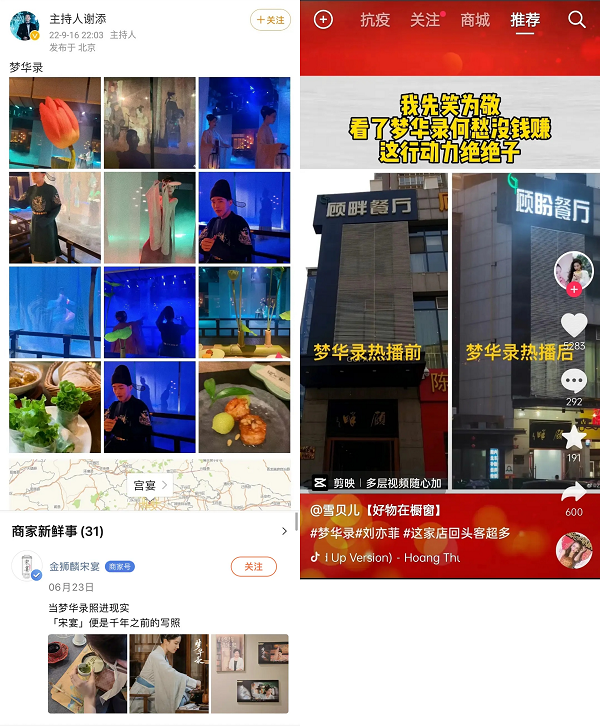 主持人谢添
22-9-16 22:03 主持人
发布于 北京
+关注
梦华录
宫宴
商家新鲜事 (31)
金狮麟宋宴 商家号
关注
06月23日
当梦华录照进现实
「宋宴」便是千年之前的写照
梦华录
抗疫 关注 商城 推荐
我先笑为敬
看了梦华录何愁没钱赚
这行动力绝绝子
顾畔餐厅
顾盼餐厅
梦华录热播前
梦华录热播后
5283
292
191
600
剪映 多层视频随心加
@雪贝儿【好物在橱窗】
#梦华录#刘亦菲 #这家店回头客超多
Up Version) - Hoang Thu